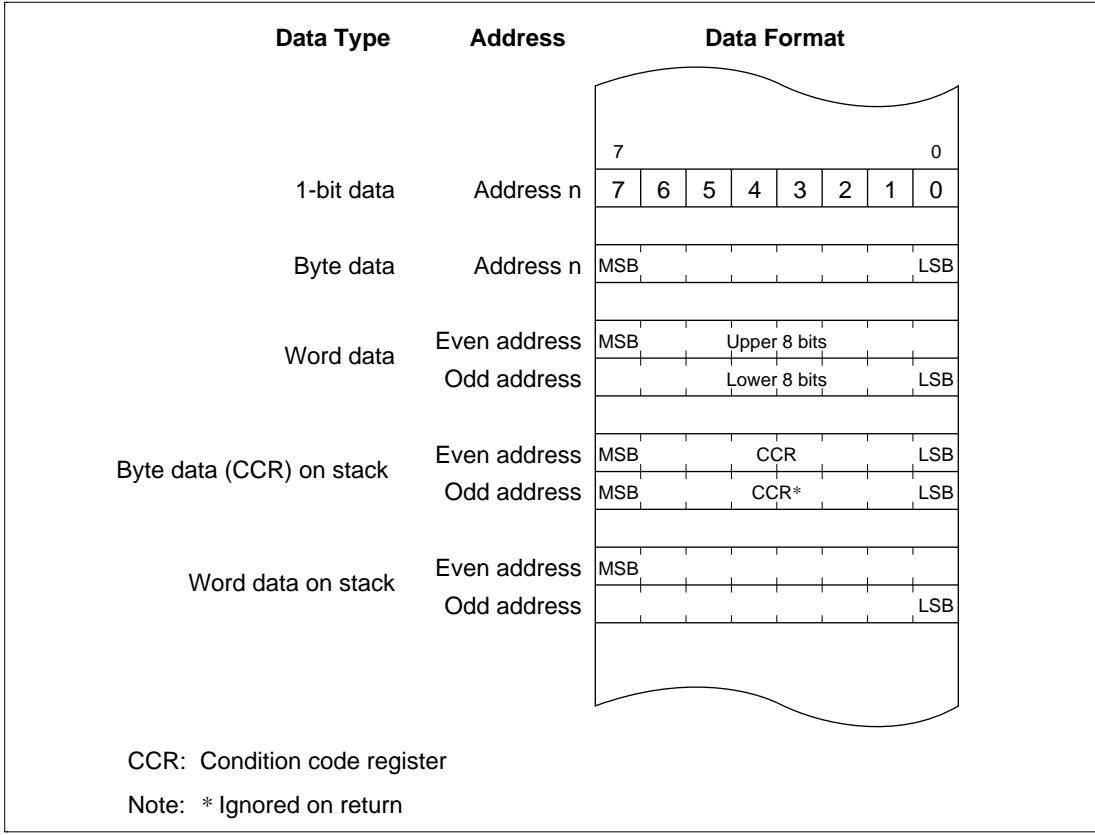 Data Type Address Data Format
7 0
1-bit data Address n 7 6 5 4 3 2 1 0
Byte data Address n MSB LSB
Word data
Even address MSB Upper 8 bits
Odd address Lower 8 bits LSB
Byte data (CCR) on stack
Even address MSB CCR LSB
Odd address MSB CCR* LSB
Word data on stack
Even address MSB
Odd address LSB
CCR: Condition code register
Note: * Ignored on return